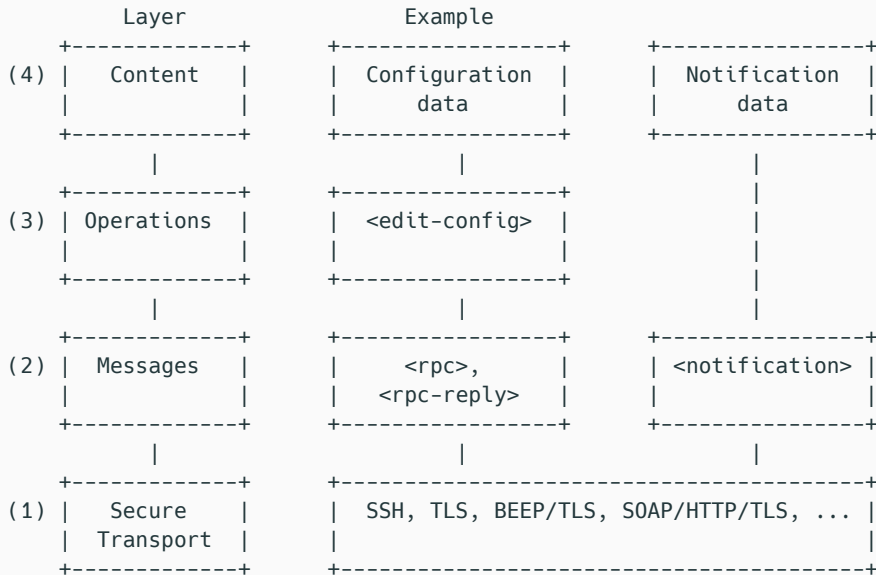 Layer Example
(4) Content Configuration Notification
data data
(3) Operations <edit-config>
(2) Messages <rpc>, <notification>
<rpc-reply>
(1) Secure SSH, TLS, BEEP/TLS, SOAP/HTTP/TLS, ...
Transport